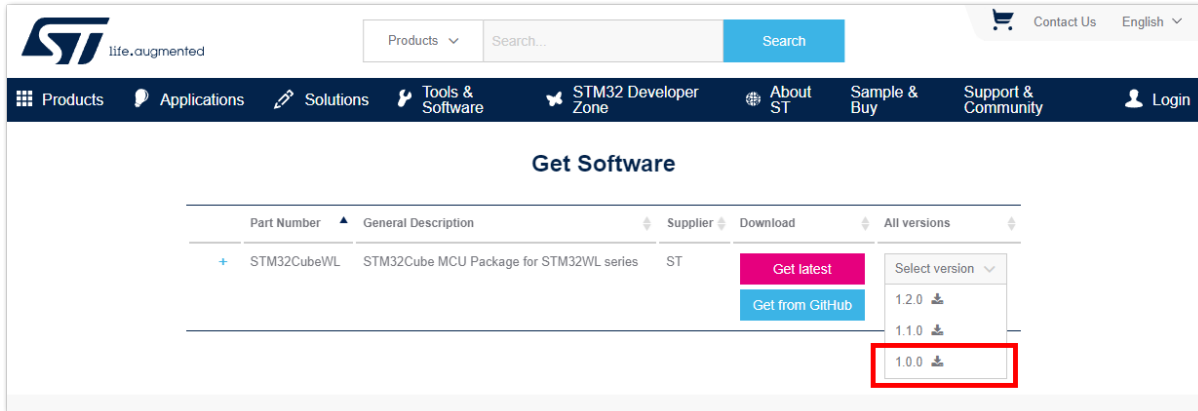 life.augmented
Products
Search...
Search
Contact Us
English
Products
Applications
Solutions
Tools &
Software
STM32 Developer
Zone
About
ST
Sample &
Buy
Support &
Community
Login
Get Software
Part Number
General Description
Supplier
Download
All versions
+ STM32CubeWL
STM32Cube MCU Package for STM32WL series
ST
Get latest
Get from GitHub
Select version
1.2.0
1.1.0
1.0.0